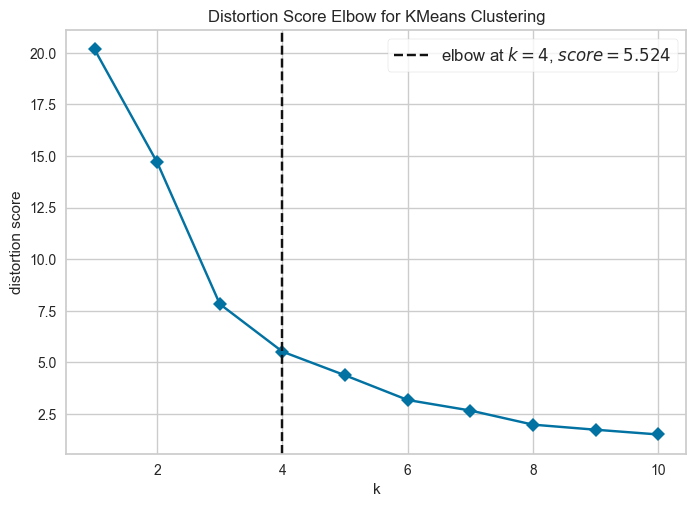 Distortion Score Elbow for KMeans Clustering
elbow at k = 4, score = 5.524
distortion score
20.0
17.5
15.0
12.5
10.0
7.5
5.0
2.5
2 4 6 8 10
k